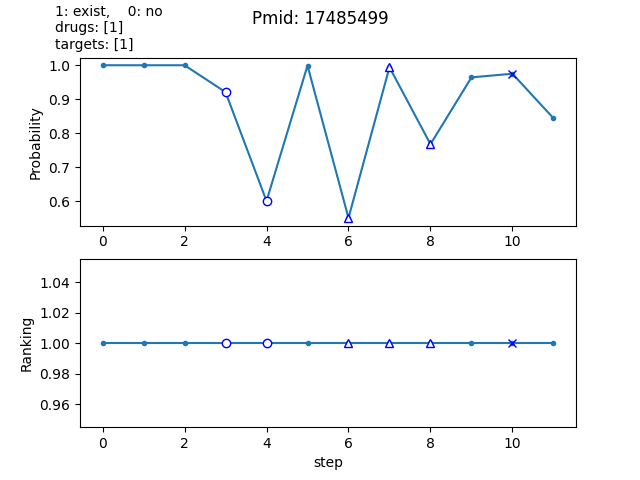 1: exist,    0: no
drugs: [1]
targets: [1]
Pmid: 17485499
1.0
0.9
0.8
0.7
0.6
Probability
0 2 4 6 8 10
1.04
1.02
1.00
0.98
0.96
Ranking
0 2 4 6 8 10
step